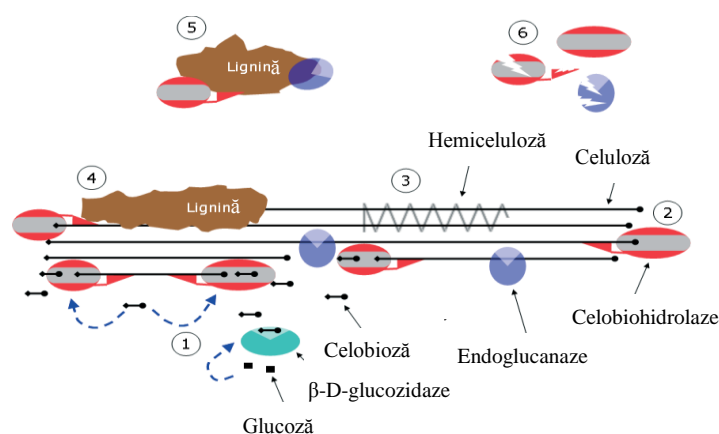 5
6
Lignină
Hemiceluloză
Celuloză
4
3
2
Lignină
Celobiohidrolaze
1
Celobioză
Endoglucanaze
β-D-glucozidaze
Glucoză